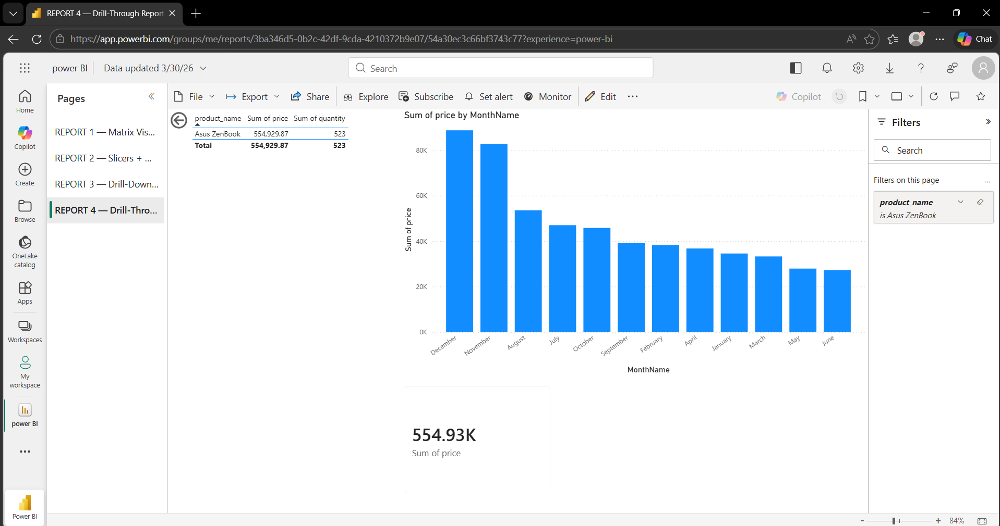 REPORT 4 — Drill-Through Report
https://app.powerbi.com/groups/me/reports/3ba346d5-0b2c-42df-9cda-4210372b9e07/54a30ec3c66bf3743c77?experience=power-bi
Chat
power BI
Data updated 3/30/26
Search
Home
Copilot
Create
Browse
OneLake
catalog
Apps
Workspaces
My
workspace
power BI
Power BI
Pages
REPORT 1 — Matrix Vis...
REPORT 2 — Slicers + ...
REPORT 3 — Drill-Down...
REPORT 4 — Drill-Thro...
File
Export
Share
Explore
Subscribe
Set alert
Monitor
Edit
Copilot
product_name Sum of price Sum of quantity
Asus ZenBook 554,929.87 523
Total 554,929.87 523
Sum of price by MonthName
Sum of price
80K
60K
40K
20K
0K
December
November
August
July
October
September
February
April
January
March
May
June
MonthName
554.93K
Sum of price
Filters
Search
Filters on this page
product_name
is Asus ZenBook
- + 84%